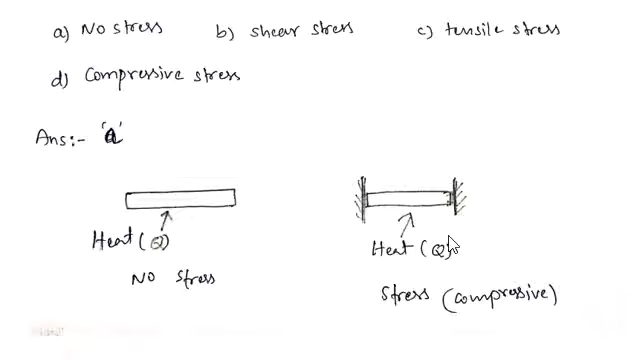 a) No stress b) shear stress c) tensile stress
d) Compressive stress
Ans:- 'a'
Heat (Q) Heat (Q)
No stress
Stress (compressive)